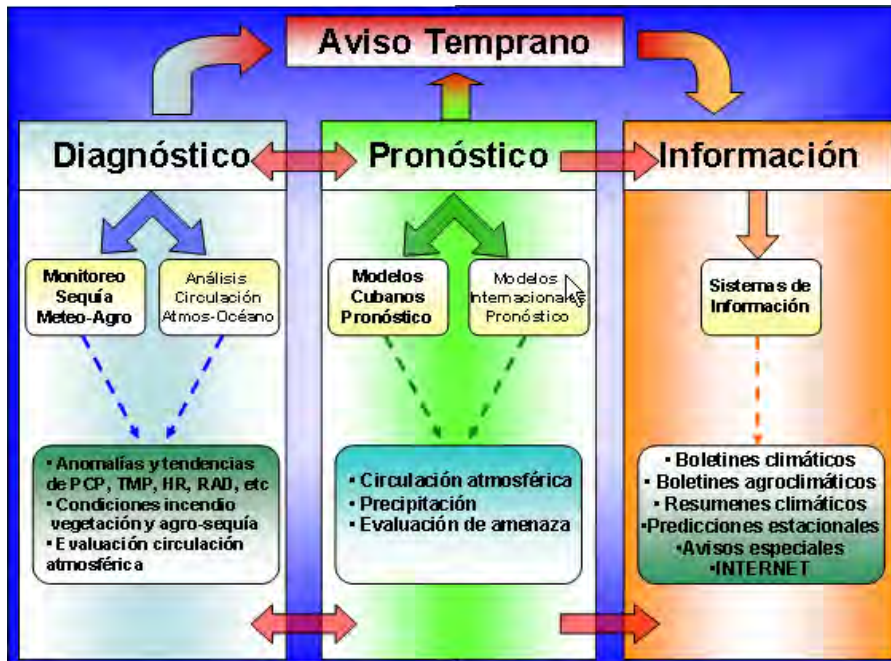 Aviso Temprano
Diagnóstico
Pronóstico
Información
Monitoreo
Sequía
Meteo-Agro
Análisis
Circulación
Atmos-Océano
Modelos
Cubanos
Pronóstico
Modelos
Internacionales
Pronóstico
Sistemas de
Información
• Anomalías y tendencias
de PCP, TMP, HR, RAD, etc
• Condiciones incendio
vegetación y agro-sequía
• Evaluación circulación
atmosférica
• Circulación atmosférica
• Precipitación
• Evaluación de amenaza
• Boletines climáticos
• Boletines agroclimáticos
• Resumenes climáticos
•Predicciones estacionales
•Avisos especiales
•INTERNET